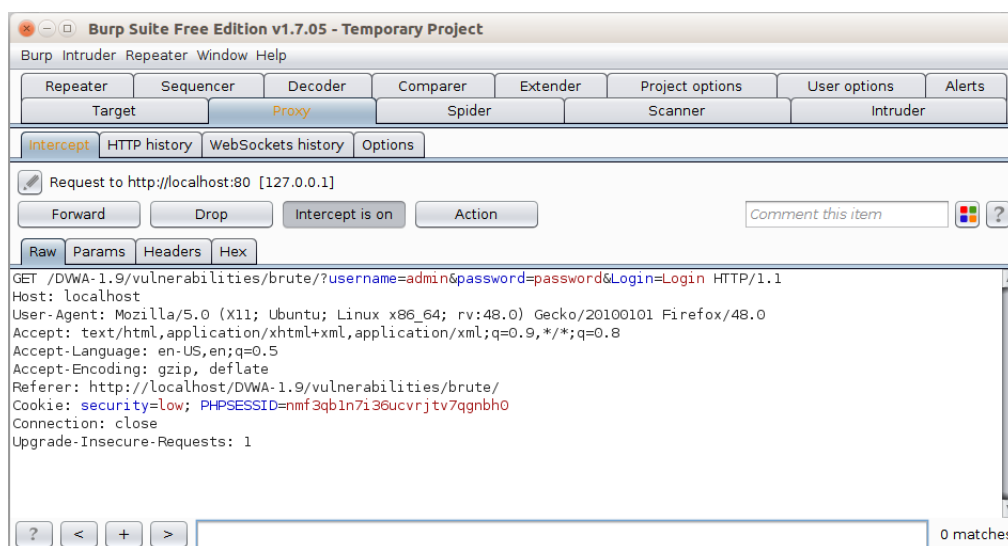 Burp Suite Free Edition v1.7.05 - Temporary Project
Burp Intruder Repeater Window Help
Repeater Sequencer Decoder Comparer Extender Project options User options Alerts
Target Proxy Spider Scanner Intruder
Intercept HTTP history WebSockets history Options
Request to http://localhost:80 [127.0.0.1]
Forward Drop Intercept is on Action Comment this item ?
Raw Params Headers Hex
GET /DVWA-1.9/vulnerabilities/brute/?username=admin&password=password&Login=Login HTTP/1.1
Host: localhost
User-Agent: Mozilla/5.0 (X11; Ubuntu; Linux x86_64; rv:48.0) Gecko/20100101 Firefox/48.0
Accept: text/html,application/xhtml+xml,application/xml;q=0.9,*/*;q=0.8
Accept-Language: en-US,en;q=0.5
Accept-Encoding: gzip, deflate
Referer: http://localhost/DVWA-1.9/vulnerabilities/brute/
Cookie: security=low; PHPSESSID=nmf3qb1n7i36ucvrjtv7qgnbh0
Connection: close
Upgrade-Insecure-Requests: 1
? < + > 0 matches